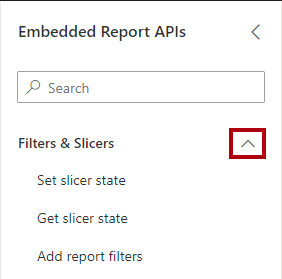 Embedded Report APIs
Search
Filters & Slicers
Set slicer state
Get slicer state
Add report filters